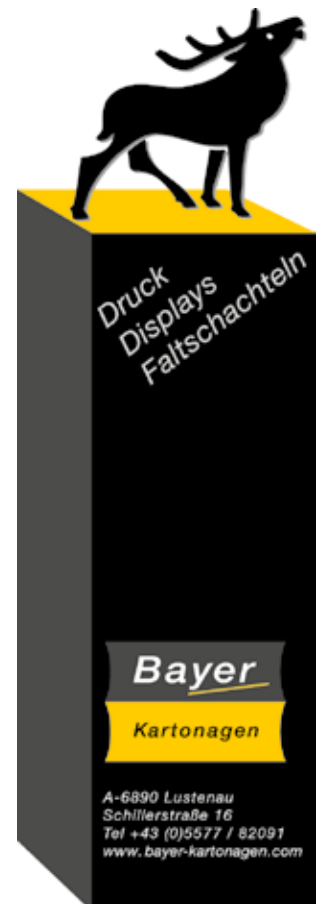 Druck
Displays
Faltschachteln
Bayer
Kartonagen
A-6890 Lustenau
Schillerstraße 16
Tel +43 (0)5577 / 82091
www.bayer-kartonagen.com